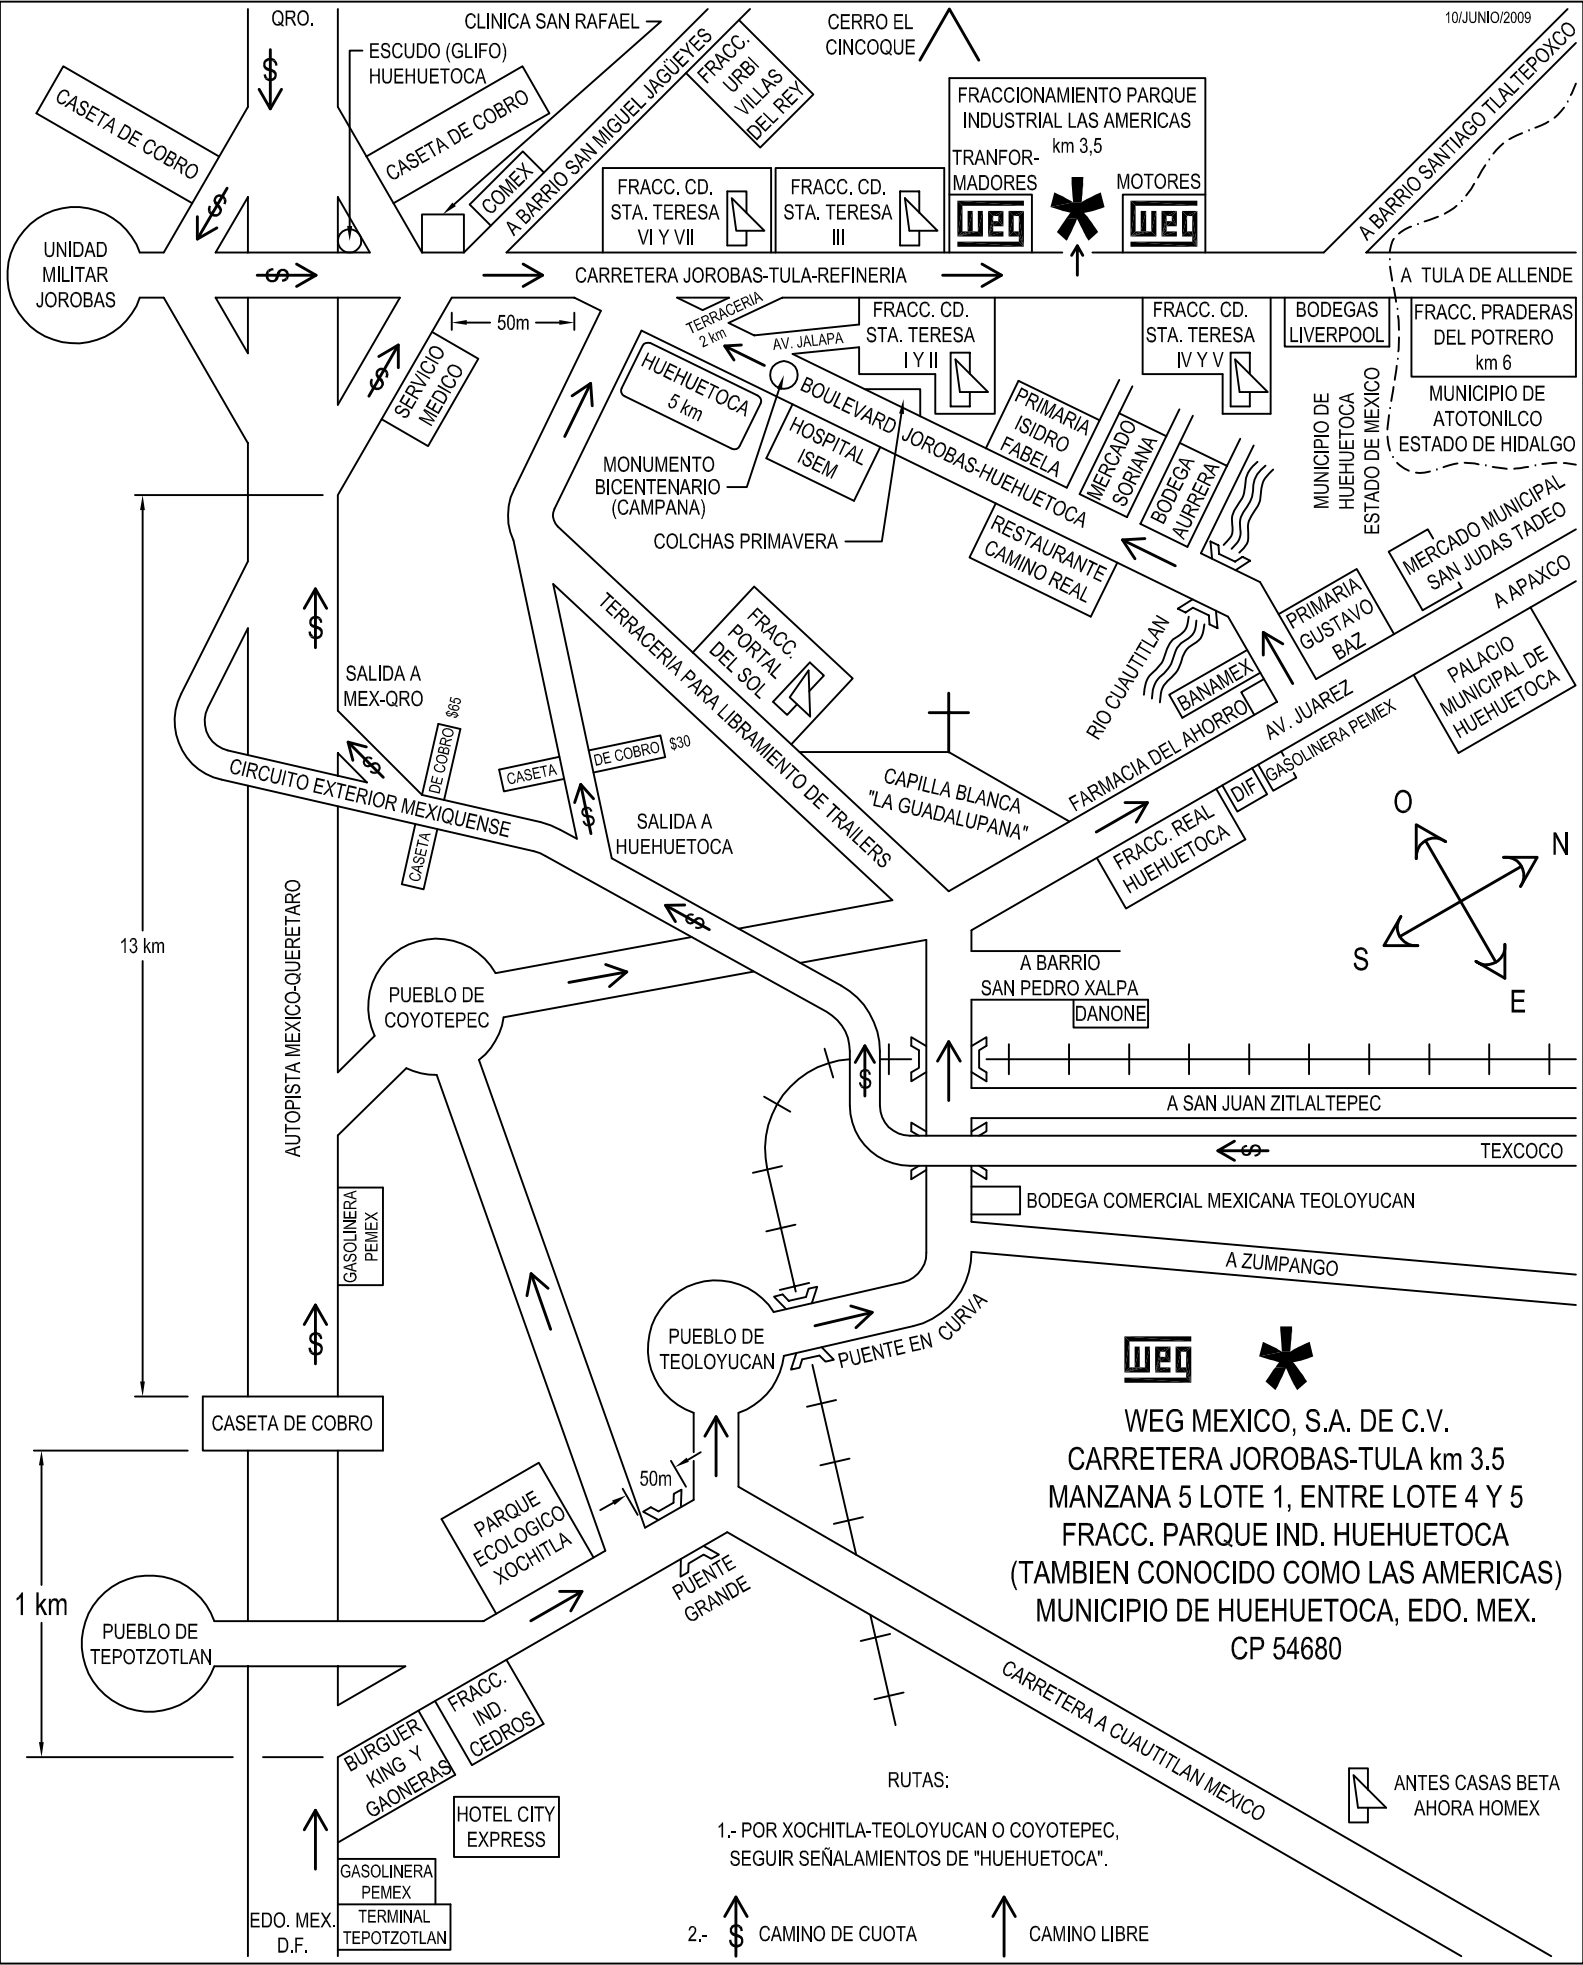 QRO.
CLINICA SAN RAFAEL
ESCUDO (GLIFO)
HUEHUETOCA
CERRO EL
CINCOQUE
10/JUNIO/2009
CASETA DE COBRO
CASETA DE COBRO
COMEX
A BARRIO SAN MIGUEL JAGÜEYES
FRACC.
URBI
VILLAS
DEL REY
FRACCIONAMIENTO PARQUE
INDUSTRIAL LAS AMERICAS
km 3,5
TRANFOR-
MADORES
MOTORES
weg
weg
A BARRIO SANTIAGO TLALTEPOXCO
FRACC. CD.
STA. TERESA
VI Y VII
FRACC. CD.
STA. TERESA
III
UNIDAD
MILITAR
JOROBAS
$
$
$
CARRETERA JOROBAS-TULA-REFINERIA
A TULA DE ALLENDE
50m
SERVICIO
MEDICO
$
TERRACERIA
2 km
AV. JALAPA
FRACC. CD.
STA. TERESA
I Y II
FRACC. CD.
STA. TERESA
IV Y V
BODEGAS
LIVERPOOL
FRACC. PRADERAS
DEL POTRERO
km 6
MUNICIPIO DE
ATOTONILCO
ESTADO DE HIDALGO
MUNICIPIO DE
HUEHUETOCA
ESTADO DE MEXICO
HUEHUETOCA
5 km
BOULEVARD JOROBAS-HUEHUETOCA
HOSPITAL
ISEM
MONUMENTO
BICENTENARIO
(CAMPANA)
COLCHAS PRIMAVERA
PRIMARIA
ISIDRO
FABELA
MERCADO
SORIANA
BODEGA
AURRERA
RESTAURANTE
CAMINO REAL
MERCADO MUNICIPAL
SAN JUDAS TADEO
A APAXCO
PRIMARIA
GUSTAVO
BAZ
PALACIO
MUNICIPAL DE
HUEHUETOCA
RIO CUAUTITLAN
BANAMEX
FARMACIA DEL AHORRO
AV. JUAREZ
GASOLINERA PEMEX
DIF
FRACC. REAL
HUEHUETOCA
TERRACERIA PARA LIBRAMIENTO DE TRAILERS
FRACC.
PORTAL
DEL SOL
CAPILLA BLANCA
"LA GUADALUPANA"
$
SALIDA A
MEX-QRO
$
CASETA DE COBRO $65
CASETA DE COBRO $30
CIRCUITO EXTERIOR MEXIQUENSE
$
SALIDA A
HUEHUETOCA
$
O
N
S
E
13 km
AUTOPISTA MEXICO-QUERETARO
PUEBLO DE
COYOTEPEC
A BARRIO
SAN PEDRO XALPA
DANONE
$
A SAN JUAN ZITLALTEPEC
$
TEXCOCO
BODEGA COMERCIAL MEXICANA TEOLOYUCAN
A ZUMPANGO
GASOLINERA
PEMEX
$
PUEBLO DE
TEOLOYUCAN
PUENTE EN CURVA
CASETA DE COBRO
weg
WEG MEXICO, S.A. DE C.V.
CARRETERA JOROBAS-TULA km 3.5
MANZANA 5 LOTE 1, ENTRE LOTE 4 Y 5
FRACC. PARQUE IND. HUEHUETOCA
(TAMBIEN CONOCIDO COMO LAS AMERICAS)
MUNICIPIO DE HUEHUETOCA, EDO. MEX.
CP 54680
50m
PARQUE
ECOLOGICO
XOCHITLA
PUENTE
GRANDE
1 km
PUEBLO DE
TEPOTZOTLAN
CARRETERA A CUAUTITLAN MEXICO
FRACC.
IND.
CEDROS
BURGUER
KING Y
GAONERAS
HOTEL CITY
EXPRESS
GASOLINERA
PEMEX
TERMINAL
TEPOTZOTLAN
EDO. MEX.
D.F.
RUTAS:
1.- POR XOCHITLA-TEOLOYUCAN O COYOTEPEC,
SEGUIR SEÑALAMIENTOS DE "HUEHUETOCA".
2.- $ CAMINO DE CUOTA
CAMINO LIBRE
ANTES CASAS BETA
AHORA HOMEX